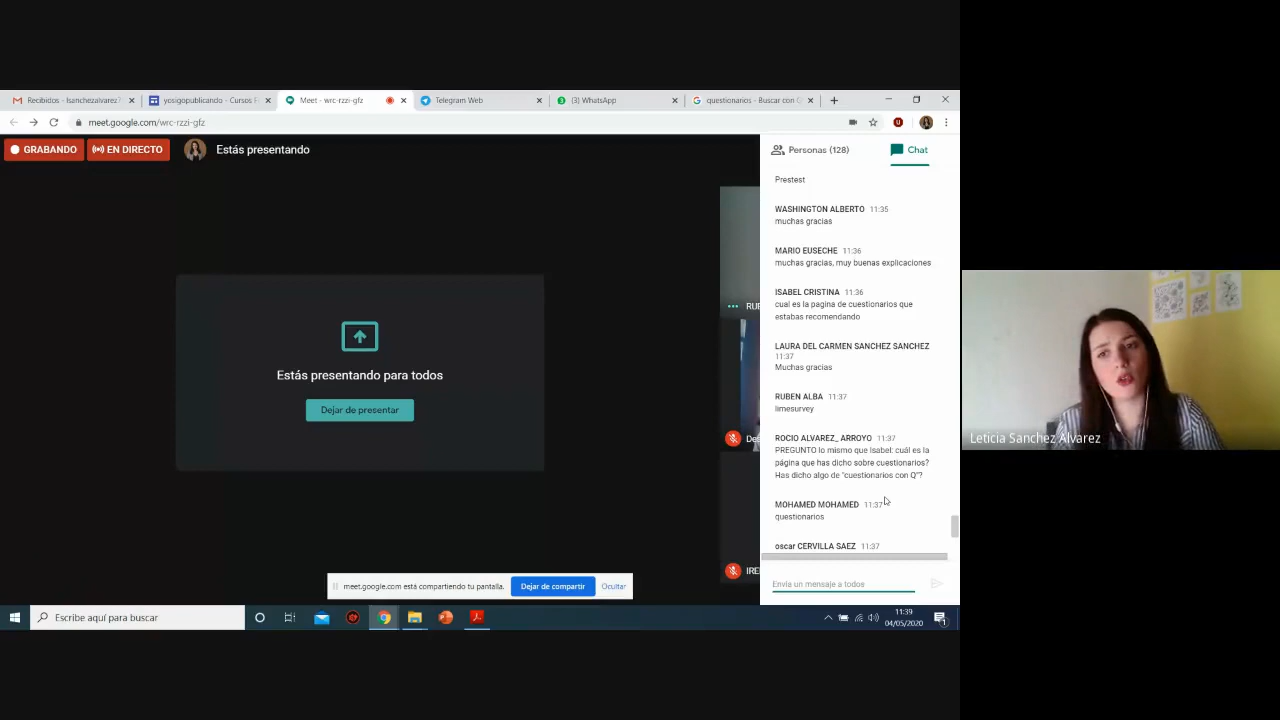 Recibidos - lsanchezalvarez?
yosigopublicando - Cursos F
Meet - wrc-rzzi-gfz
Telegram Web
(3) WhatsApp
questionarios - Buscar con G
meet.google.com/wrc-rzzi-gfz
GRABANDO
EN DIRECTO
Estás presentando
Personas (128)
Chat
Prestest
WASHINGTON ALBERTO 11:35
muchas gracias
MARIO EUSECHE 11:36
muchas gracias, muy buenas explicaciones
ISABEL CRISTINA 11:36
cual es la pagina de cuestionarios que
estabas recomendando
LAURA DEL CARMEN SANCHEZ SANCHEZ
11:37
Muchas gracias
RUBEN ALBA 11:37
limesurvey
ROCIO ALVAREZ_ ARROYO 11:37
PREGUNTO lo mismo que Isabel: cuál es la
página que has dicho sobre cuestionarios?
Has dicho algo de "cuestionarios con Q"?
MOHAMED MOHAMED 11:37
questionarios
oscar CERVILLA SAEZ 11:37
Envía un mensaje a todos
Estás presentando para todos
Dejar de presentar
RUB
Des
IRE
Leticia Sanchez Alvarez
meet.google.com está compartiendo tu pantalla.
Dejar de compartir
Ocultar
Escribe aquí para buscar
11:39
04/05/2020